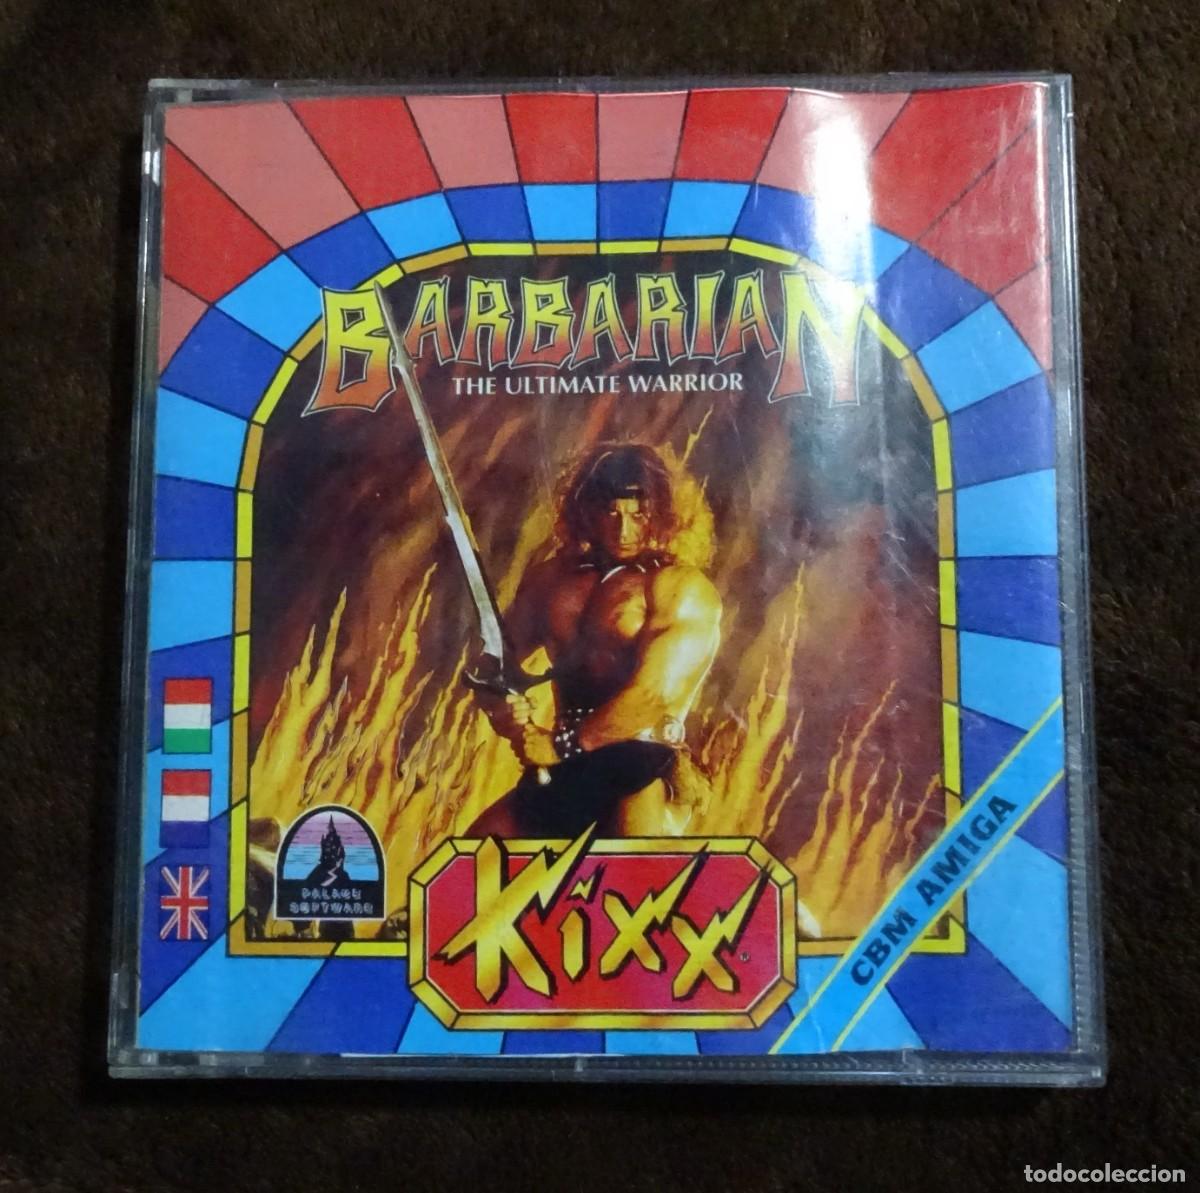 BARBARIAN
THE ULTIMATE WARRIOR
PALACE
SOFTWARE
Kixx
CBM AMIGA
todocoleccion